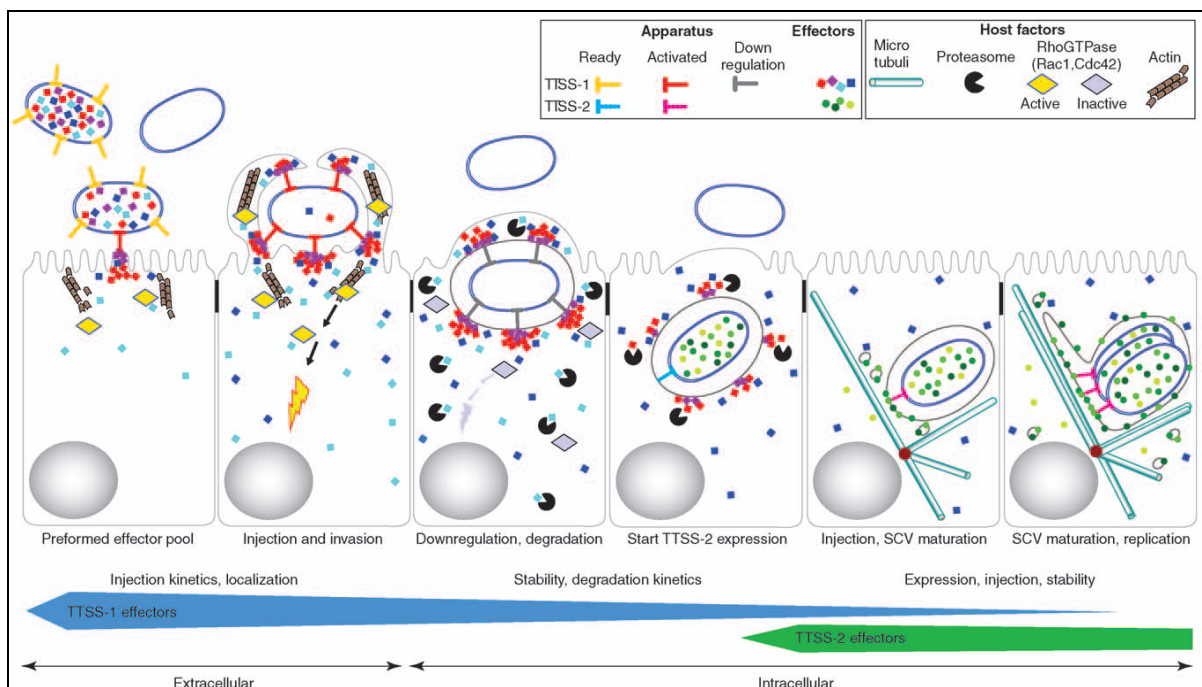 Apparatus
Effectors
Ready
Activated
Down
regulation
TTSS-1
TTSS-2
Host factors
Micro
tubuli
Proteasome
RhoGTPase
(Rac1,Cdc42)
Active
Inactive
Actin
Preformed effector pool
Injection and invasion
Downregulation, degradation
Start TTSS-2 expression
Injection, SCV maturation
SCV maturation, replication
Injection kinetics, localization
Stability, degradation kinetics
Expression, injection, stability
TTSS-1 effectors
TTSS-2 effectors
Extracellular
Intracellular